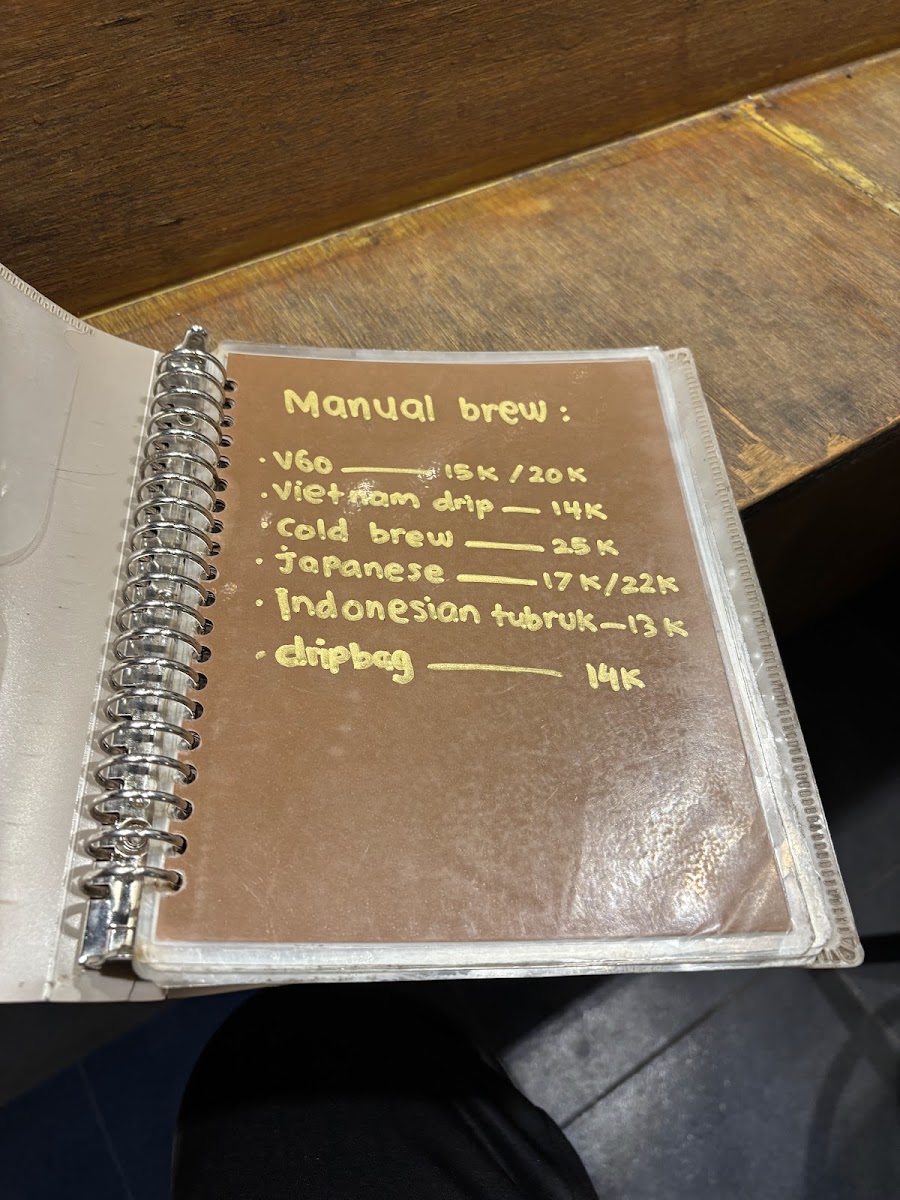 Manual brew :
· V60 — 15K / 20K
· Vietnam drip — 14K
· Cold brew — 25K
· Japanese — 17K/22K
· Indonesian tubruk — 13K
· dripbag — 14K